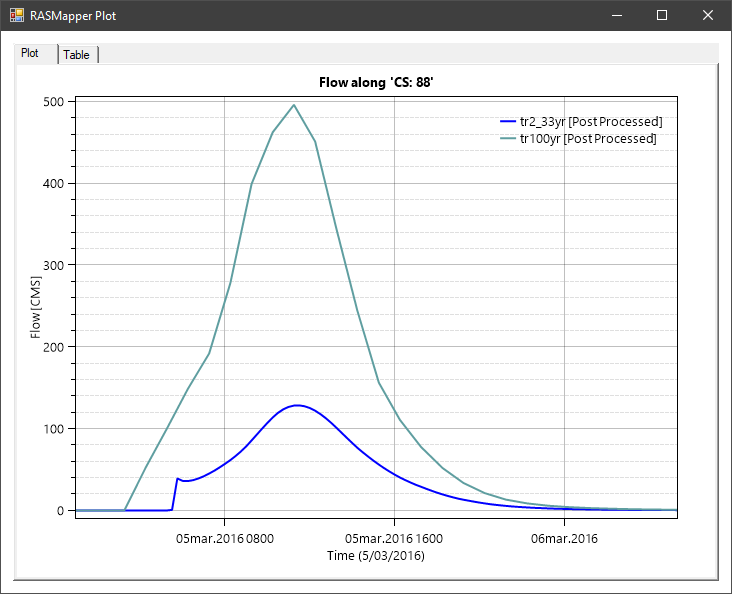 RASMapper Plot
Plot
Table
Flow along 'CS: 88'
tr2_33yr [Post Processed]
tr100yr [Post Processed]
500
400
300
200
100
0
Flow [CMS]
05mar.2016 0800
05mar.2016 1600
06mar.2016
Time (5/03/2016)